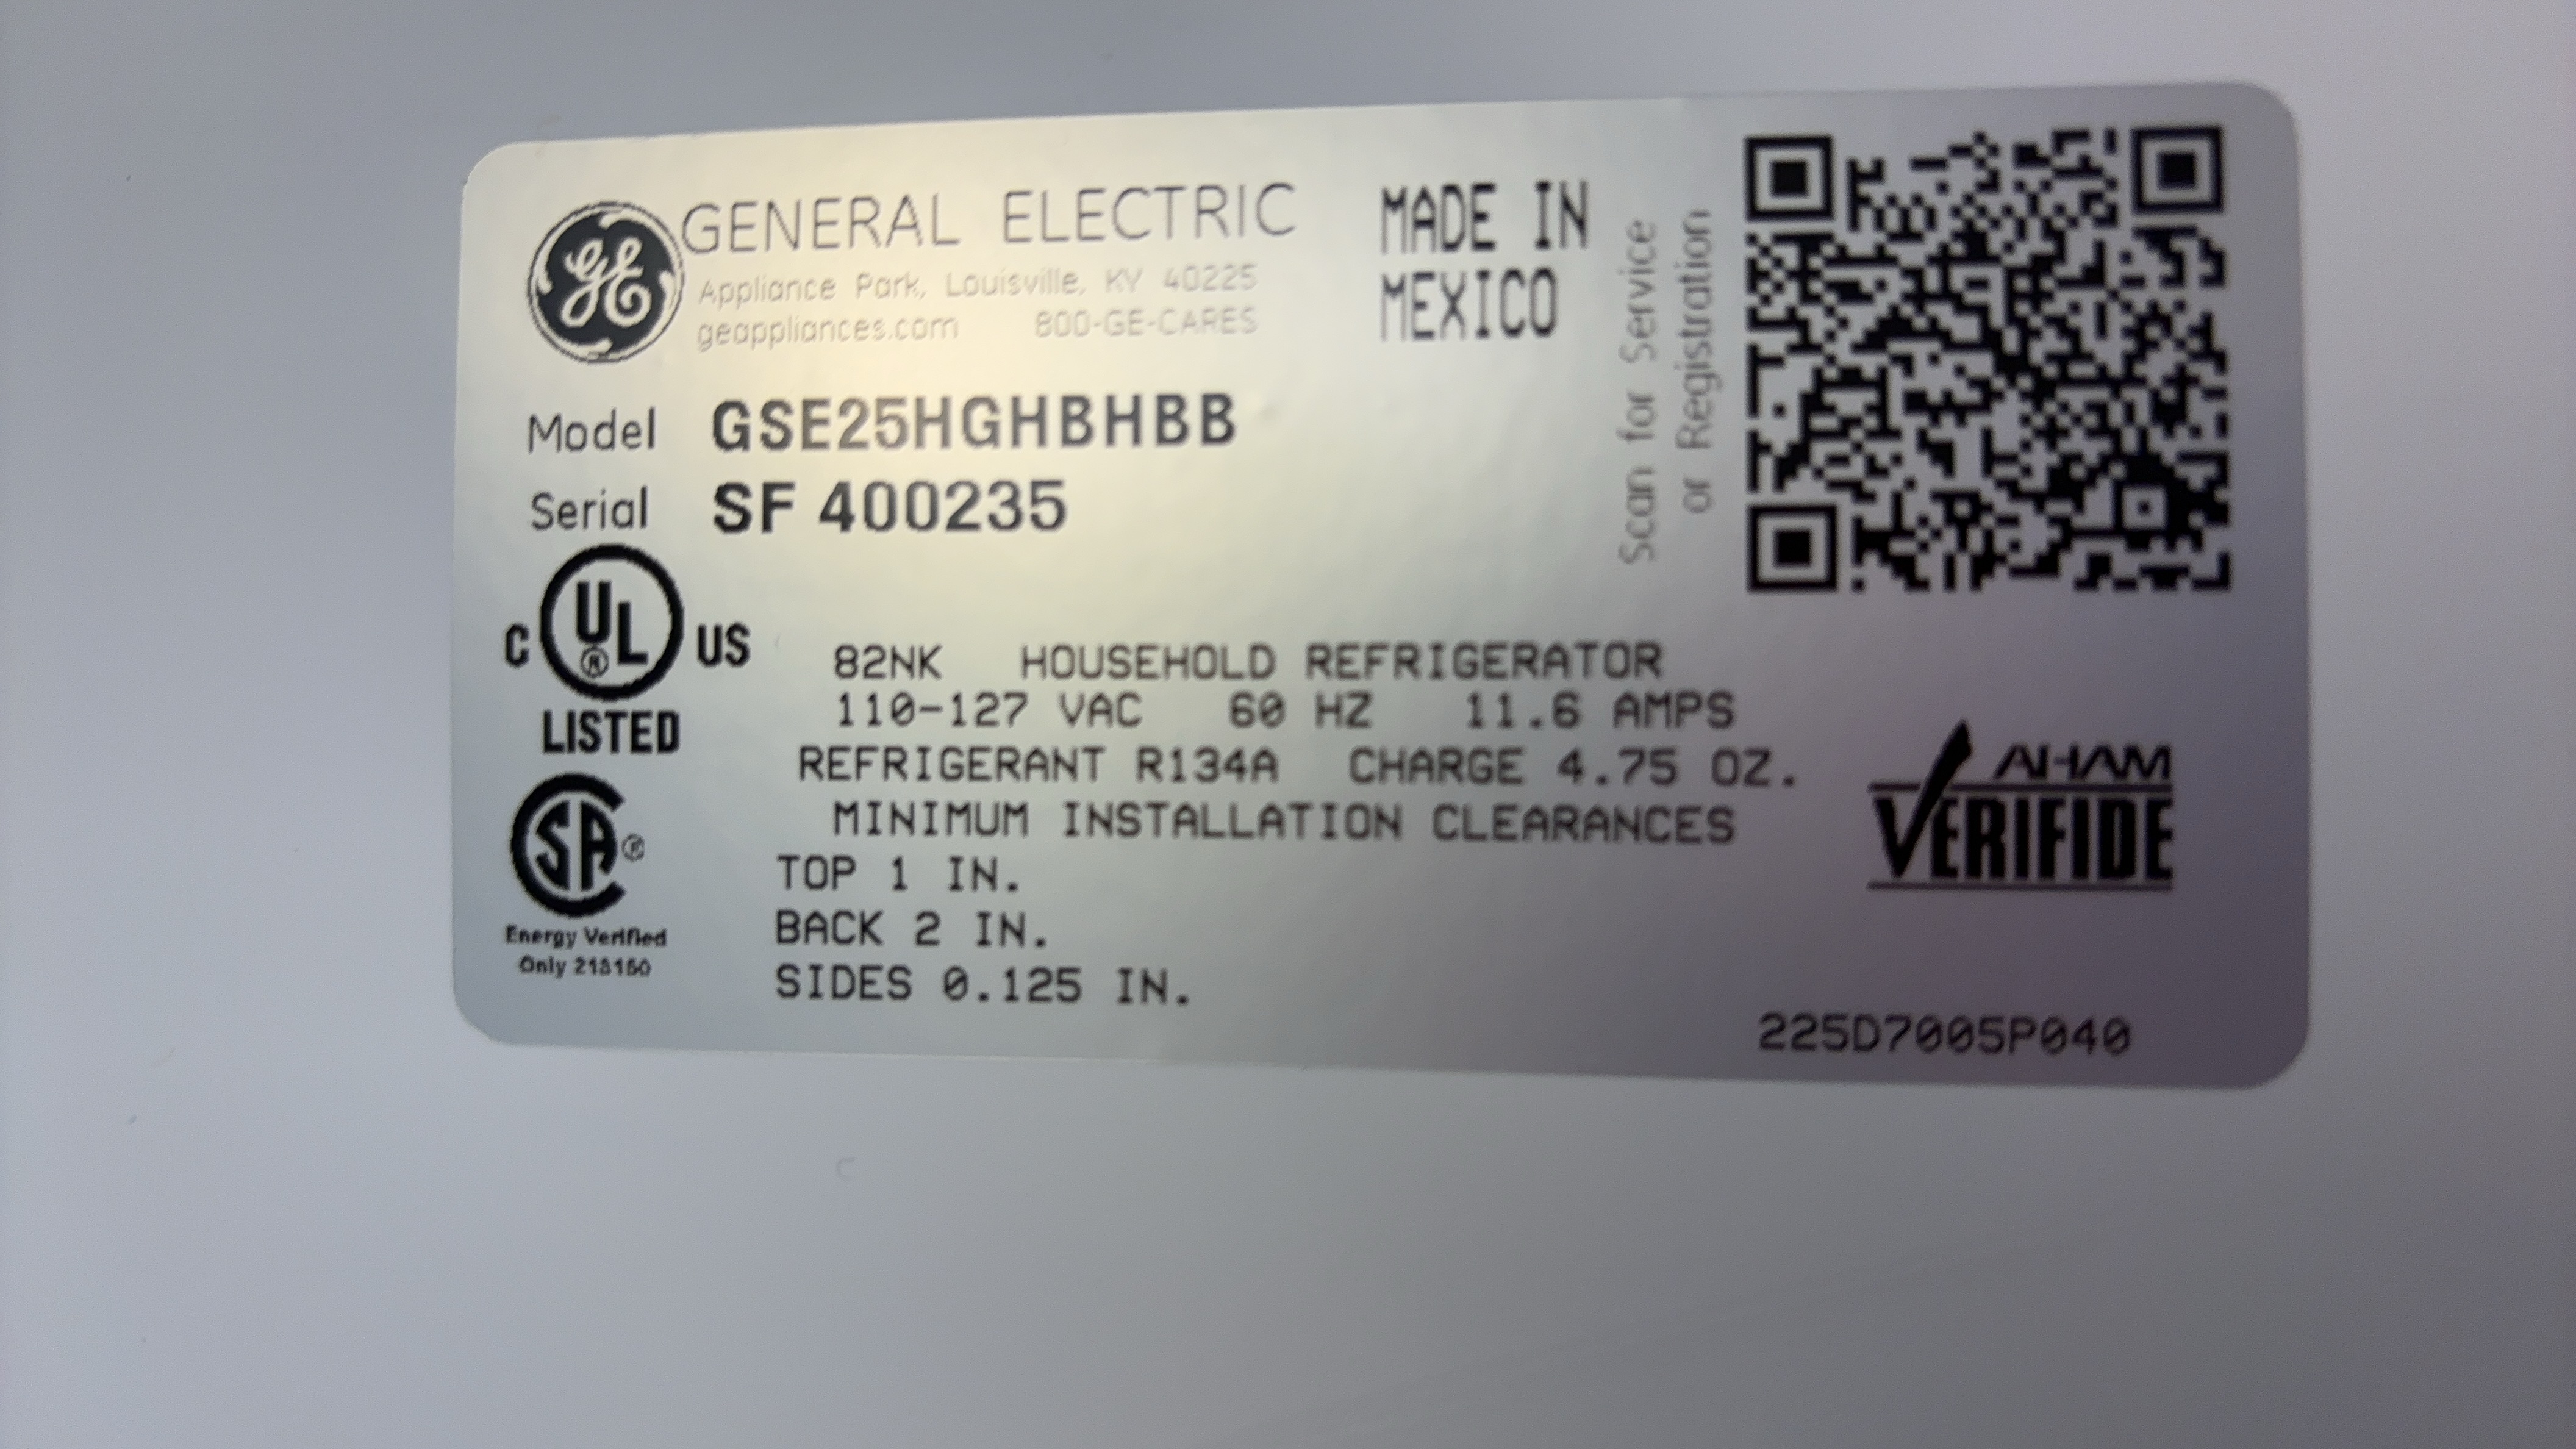 GE GENERAL ELECTRIC
Appliance Park, Louisville, KY 40225
geappliances.com 800-GE-CARES
MADE IN
MEXICO
Scan for Service
or Registration
Model GSE25HGHBHBB
Serial SF 400235
C UL® US
LISTED
SA®
Energy Verified
Only 218160
82NK HOUSEHOLD REFRIGERATOR
110-127 VAC 60 HZ 11.6 AMPS
REFRIGERANT R134A CHARGE 4.75 OZ.
MINIMUM INSTALLATION CLEARANCES
TOP 1 IN.
BACK 2 IN.
SIDES 0.125 IN.
AHAM
VERIFIDE
225D7005P040